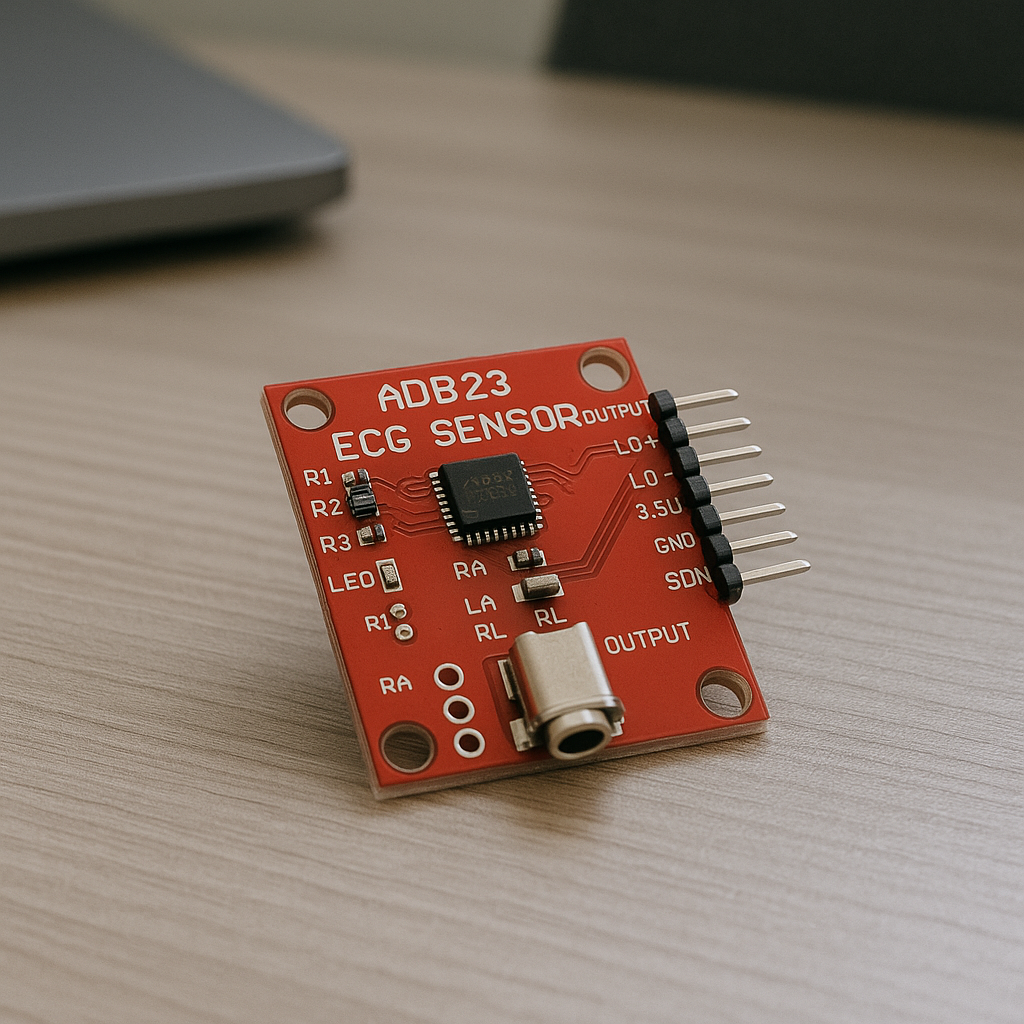 ADB23
ECG SENSOR
OUTPUT
LO+
LO -
3.5U
GND
SDN
R1
R2
R3
LEO
R1
RA
LA
RL
RL
OUTPUT
RA